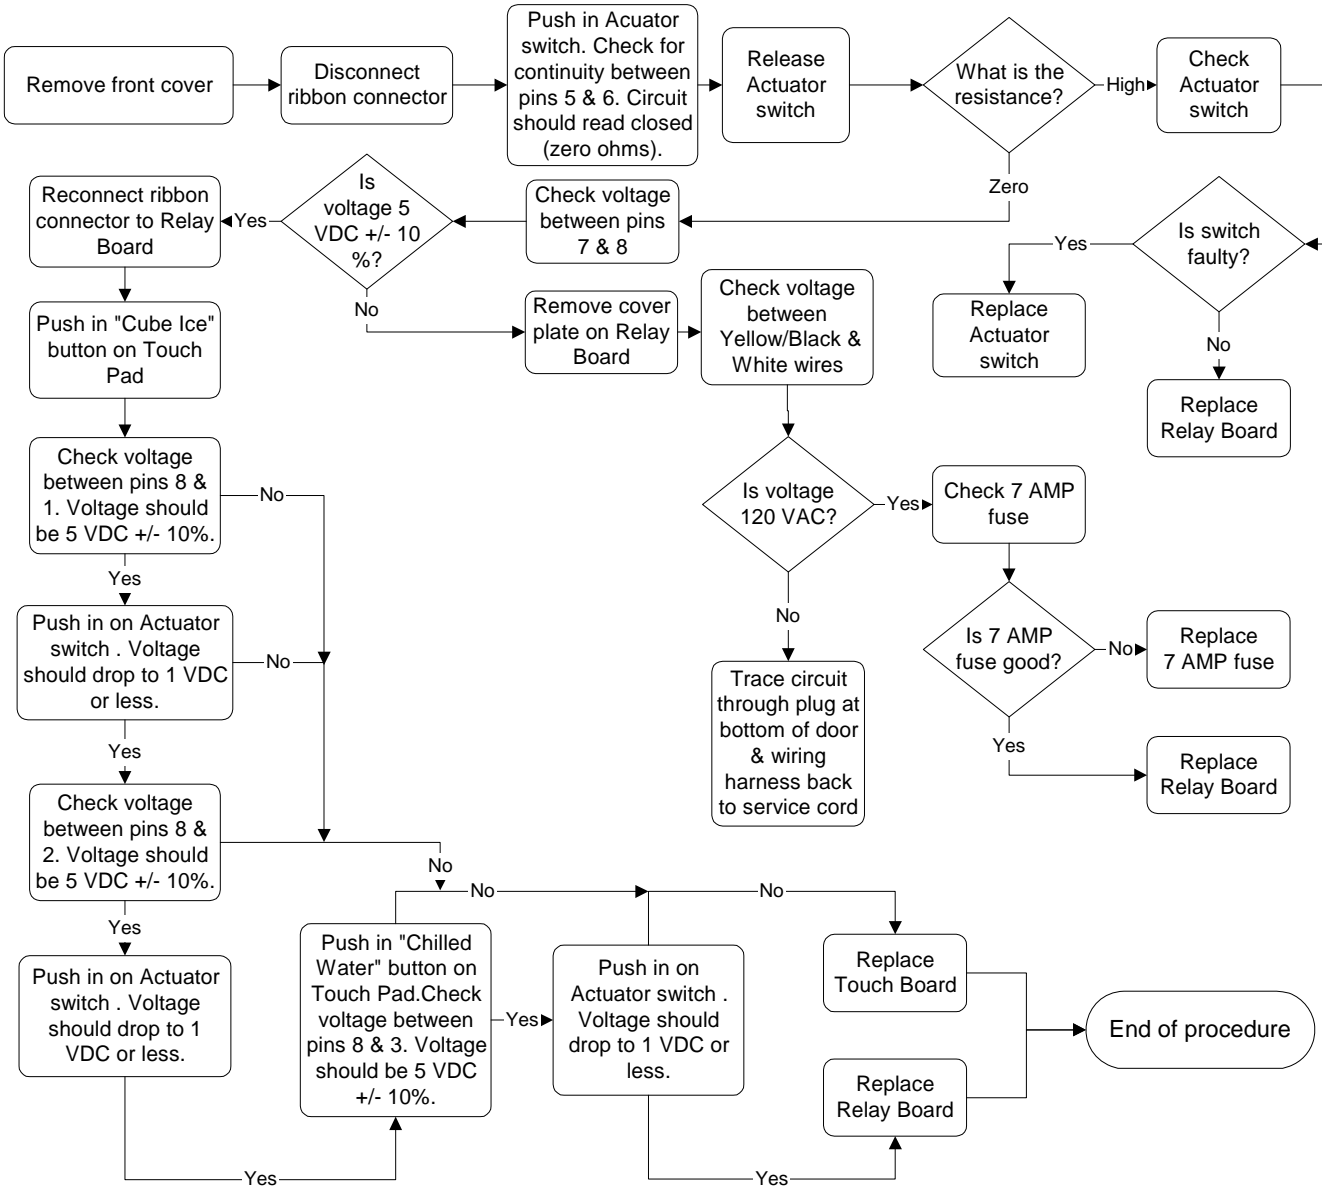 Remove front cover
Disconnect
ribbon connector
Push in Acuator
switch. Check for
continuity between
pins 5 & 6. Circuit
should read closed
(zero ohms).
Release
Actuator
switch
What is the
resistance?
High
Check
Actuator
switch
Zero
Is switch
faulty?
Yes
Replace
Actuator
switch
No
Replace
Relay Board
Check voltage
between pins
7 & 8
Is
voltage 5
VDC +/- 10
%?
Yes
Reconnect ribbon
connector to Relay
Board
No
Remove cover
plate on Relay
Board
Check voltage
between
Yellow/Black &
White wires
Is voltage
120 VAC?
Yes
Check 7 AMP
fuse
Is 7 AMP
fuse good?
No
Replace
7 AMP fuse
Yes
Replace
Relay Board
No
Trace circuit
through plug at
bottom of door
& wiring
harness back
to service cord
Push in "Cube Ice"
button on Touch
Pad
Check voltage
between pins 8 &
1. Voltage should
be 5 VDC +/- 10%.
No
Yes
Push in on Actuator
switch . Voltage
should drop to 1 VDC
or less.
No
Yes
Check voltage
between pins 8 &
2. Voltage should
be 5 VDC +/- 10%.
No
Yes
Push in on Actuator
switch . Voltage
should drop to 1
VDC or less.
Yes
Push in "Chilled
Water" button on
Touch Pad.Check
voltage between
pins 8 & 3. Voltage
should be 5 VDC
+/- 10%.
No
Yes
Push in on
Actuator switch .
Voltage should
drop to 1 VDC or
less.
No
Yes
Replace
Touch Board
Replace
Relay Board
End of procedure